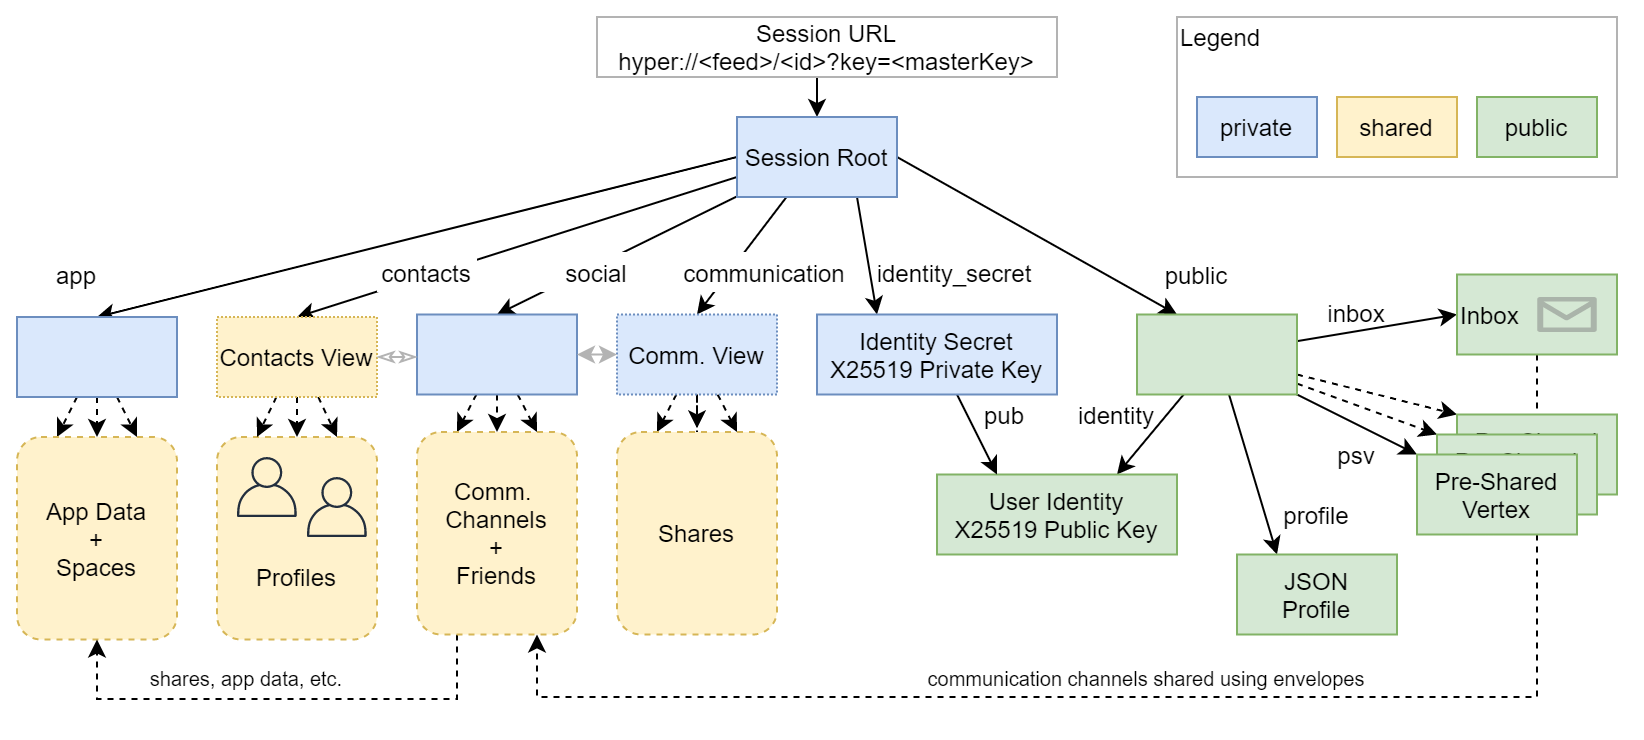 Session URL
hyper://<feed>/<id>?key=<masterKey>
Legend
private
shared
public
Session Root
app
contacts
social
communication
identity_secret
public
Contacts View
Comm. View
Identity Secret
X25519 Private Key
inbox
Inbox
pub
identity
psv
profile
App Data
+
Spaces
Profiles
Comm.
Channels
+
Friends
Shares
User Identity
X25519 Public Key
Pre-Shared
Vertex
JSON
Profile
shares, app data, etc.
communication channels shared using envelopes